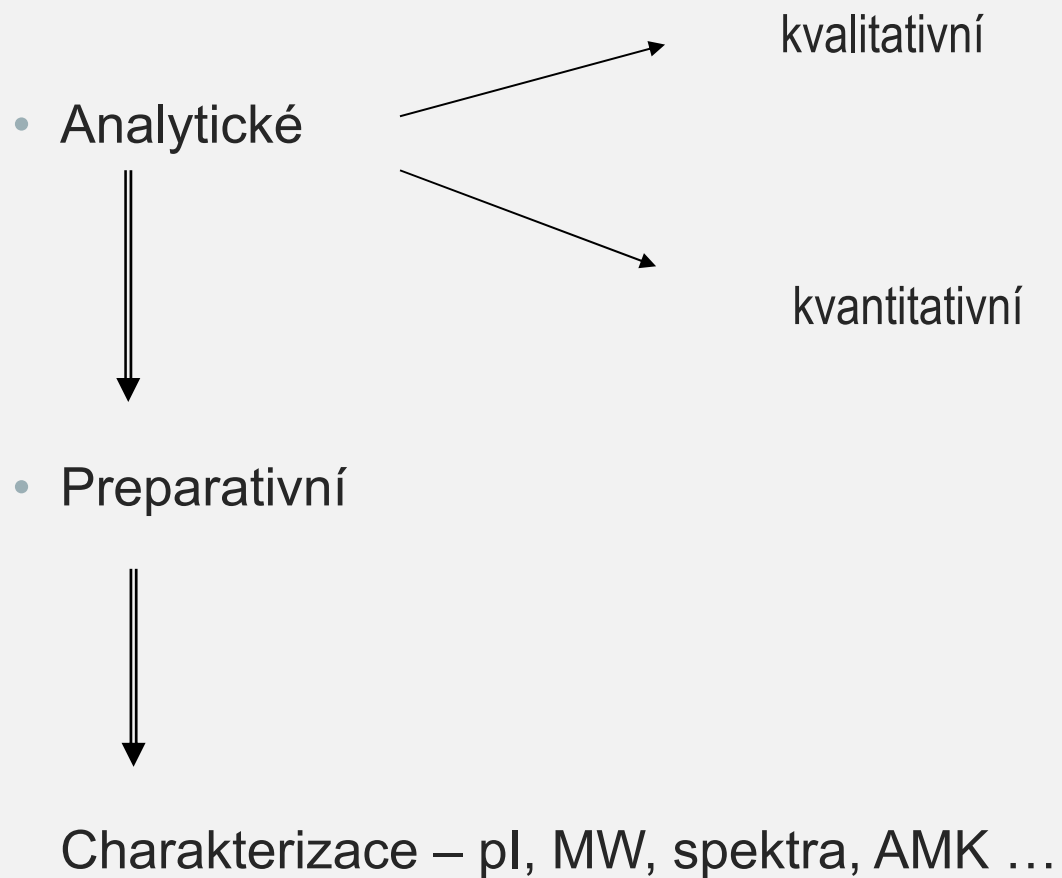 kvalitativní
• Analytické
kvantitativní
• Preparativní
Charakterizace – pI, MW, spektra, AMK …